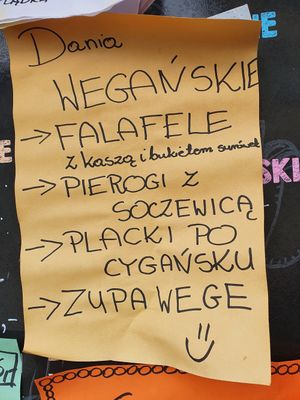 Dania
WEGAŃSKIE
→ FALAFELE
z kaszą i bukietem surówek
→ PIEROGI Z
SOCZEWICĄ
→ PLACKI PO
CYGAŃSKU
→ ZUPA WEGE